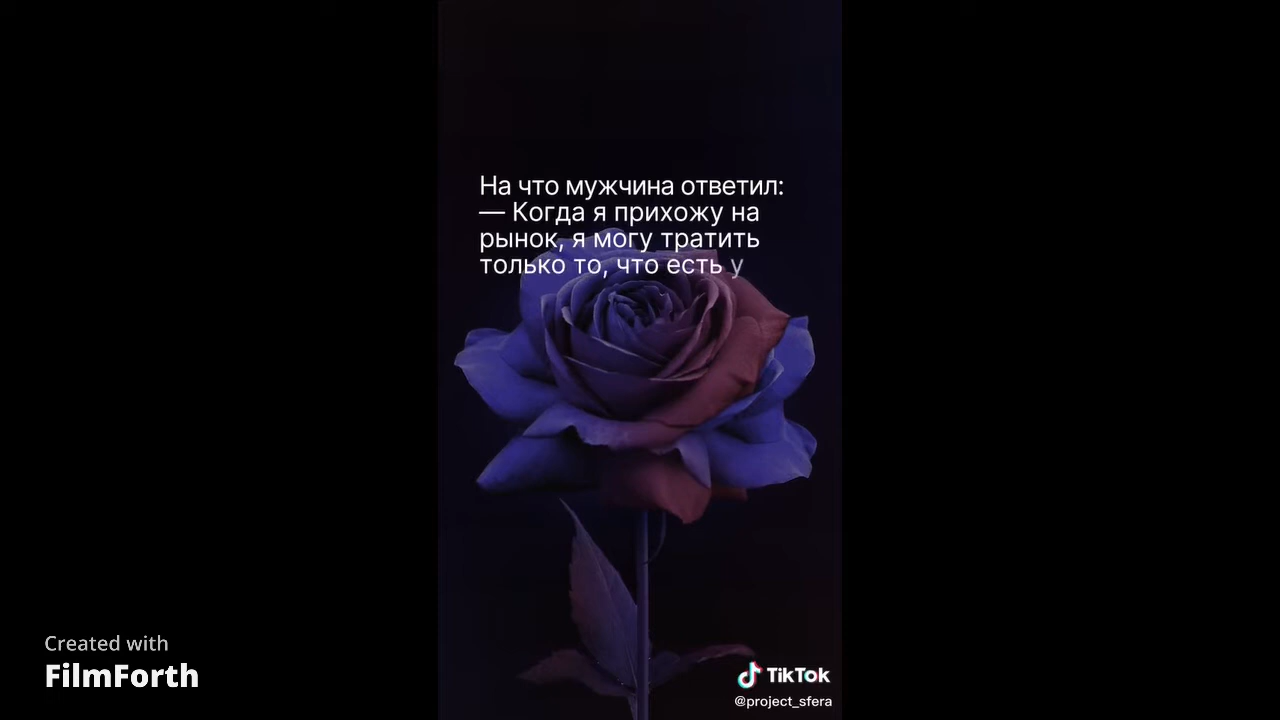 На что мужчина ответил:
— Когда я прихожу на
рынок, я могу тратить
только то, что есть у
Created with
FilmForth
TikTok
@project_sfera